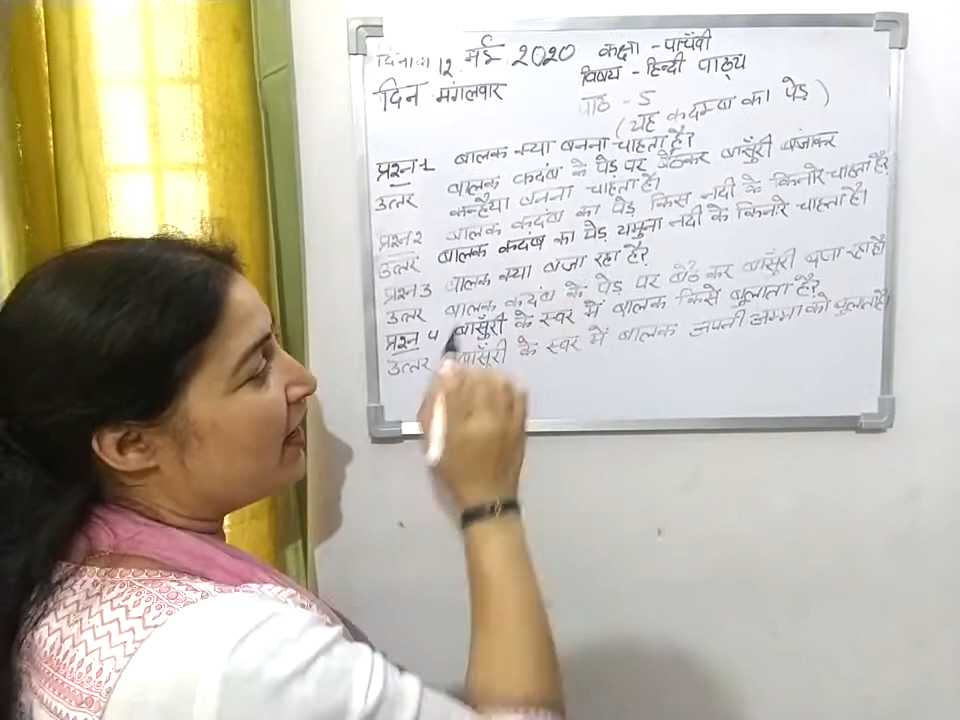 दिनांक 12 मई 2020 कक्षा - पाचँवी
दिन मंगलवार विषय - हिन्दी पाठ्य
पाठ - 5
(यह कदम्ब का पेड़ )
प्रश्न-1 बालक क्या बनना चाहता है?
उत्तर बालक कदंब के पेड़ पर बैठकर बाँसुरी बजाकर
कन्हैया बनना चाहता है।
प्रश्न 2 बालक कदंब का पेड़ किस नदी के किनारे चाहता है?
उत्तर बालक कदंब का पेड़ यमुना नदी के किनारे चाहता है।
प्रश्न 3 बालक क्या बजा रहा है?
उत्तर बालक कदंब के पेड़ पर बैठ कर बाँसुरी बजा रहा है।
प्रश्न 4 बाँसुरी के स्वर में बालक किसे बुलाता है?
उत्तर बाँसुरी के स्वर में बालक अपनी अम्मा को बुलाता है।